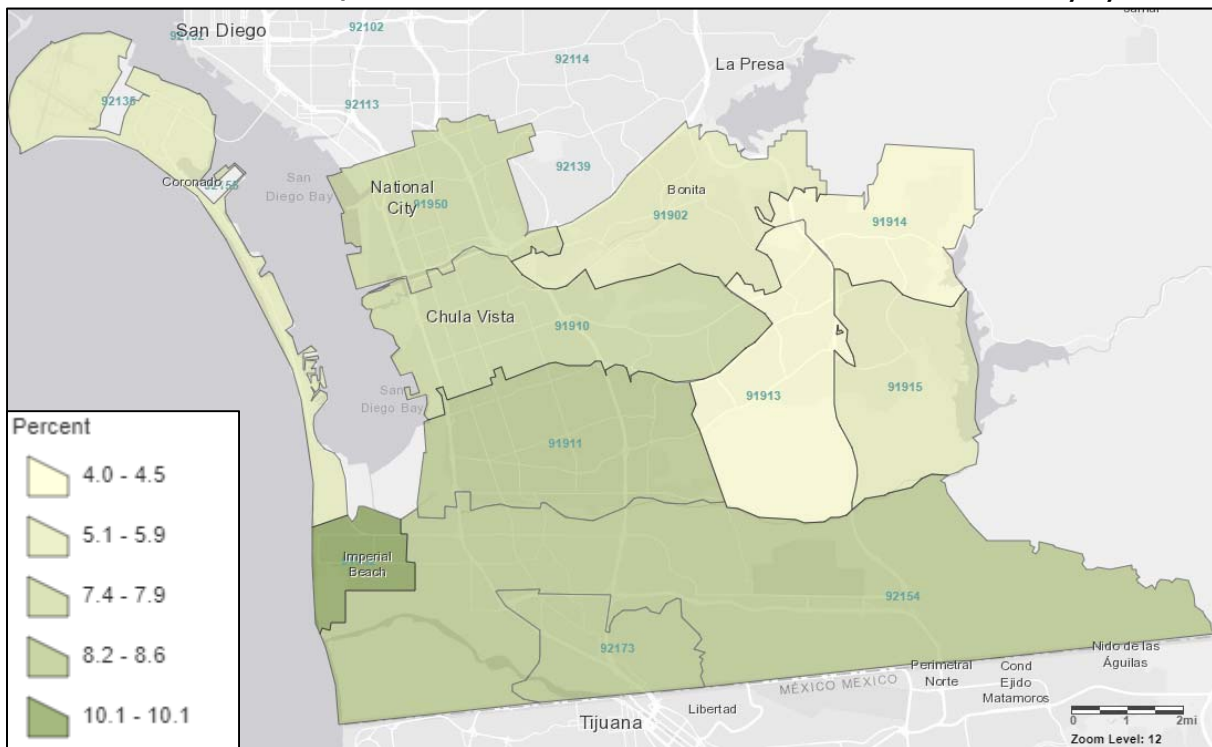 San Diego
92102
92114
La Presa
92135
92113
92139
Coronado
92155
San
Diego Bay
National
City
91950
Bonita
91902
91914
Chula Vista
91910
San
Diego Bay
91913
91915
91911
Percent
4.0 - 4.5
5.1 - 5.9
7.4 - 7.9
8.2 - 8.6
10.1 - 10.1
Imperial
Beach
92154
92173
Nido de las
Águilas
Perimetral
Norte
Cond
Ejido
Matamoros
MÉXICO MEXICO
Libertad
Tijuana
0 1 2mi
Zoom Level: 12